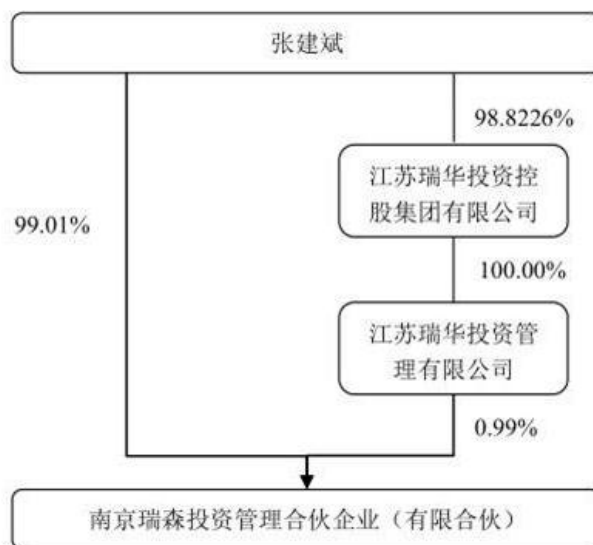 张建斌
98.8226%
江苏瑞华投资控
股集团有限公司
99.01%
100.00%
江苏瑞华投资管
理有限公司
0.99%
南京瑞森投资管理合伙企业（有限合伙）